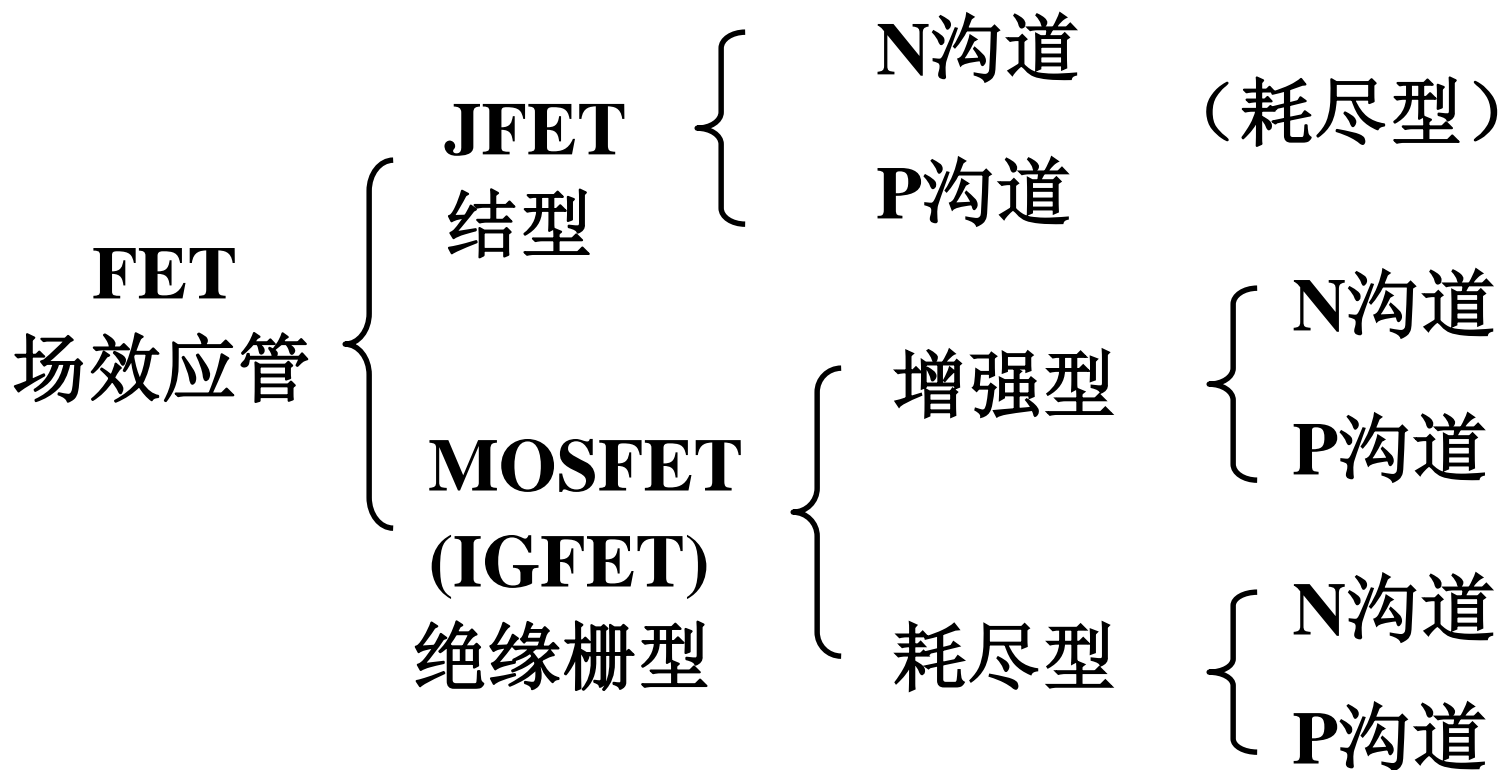 FET
场效应管
JFET
结型
N沟道
P沟道
（耗尽型）
MOSFET
(IGFET)
绝缘栅型
增强型
N沟道
P沟道
耗尽型
N沟道
P沟道